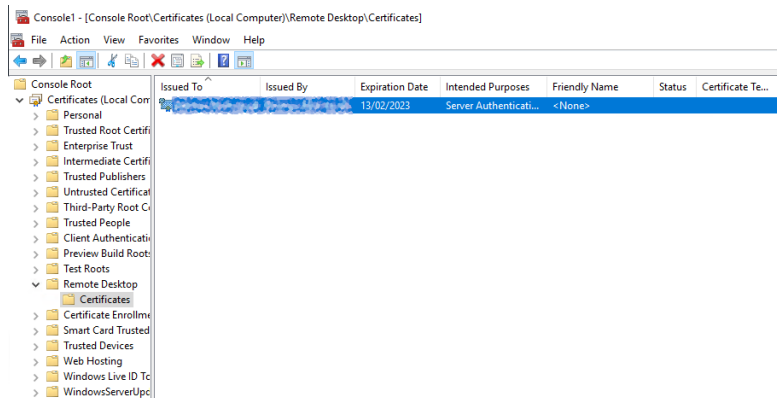 Console1 - [Console Root\Certificates (Local Computer)\Remote Desktop\Certificates]
File Action View Favorites Window Help
Console Root
Certificates (Local Com
Personal
Trusted Root Certifi
Enterprise Trust
Intermediate Certifi
Trusted Publishers
Untrusted Certificat
Third-Party Root Ce
Trusted People
Client Authenticati
Preview Build Roots
Test Roots
Remote Desktop
Certificates
Certificate Enrollme
Smart Card Trusted
Trusted Devices
Web Hosting
Windows Live ID To
WindowsServerUpd
Issued To Issued By Expiration Date Intended Purposes Friendly Name Status Certificate Te...
13/02/2023 Server Authenticati... <None>